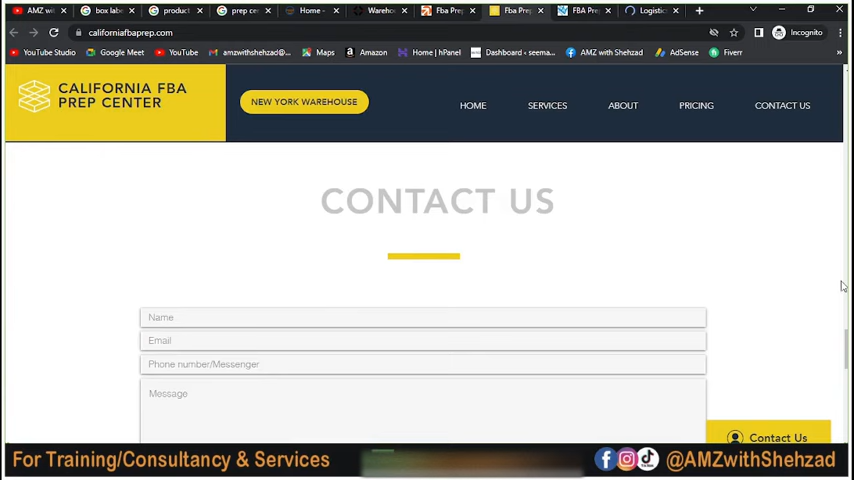 AMZ wi
box lab
product
prep ce
Home -
Wareho
Fba Pre
Fba Pre
FBA Pre
Logistic
californiafbaprep.com
Incognito
YouTube Studio
Google Meet
YouTube
amzwithshehzad@...
Maps
Amazon
Home | hPanel
Dashboard ‹ seema...
AMZ with Shehzad
AdSense
Fiverr
»
CALIFORNIA FBA
PREP CENTER
NEW YORK WAREHOUSE
HOME
SERVICES
ABOUT
PRICING
CONTACT US
CONTACT US
Name
Email
Phone number/Messenger
Message
Contact Us
For Training/Consultancy & Services
@AMZwithShehzad